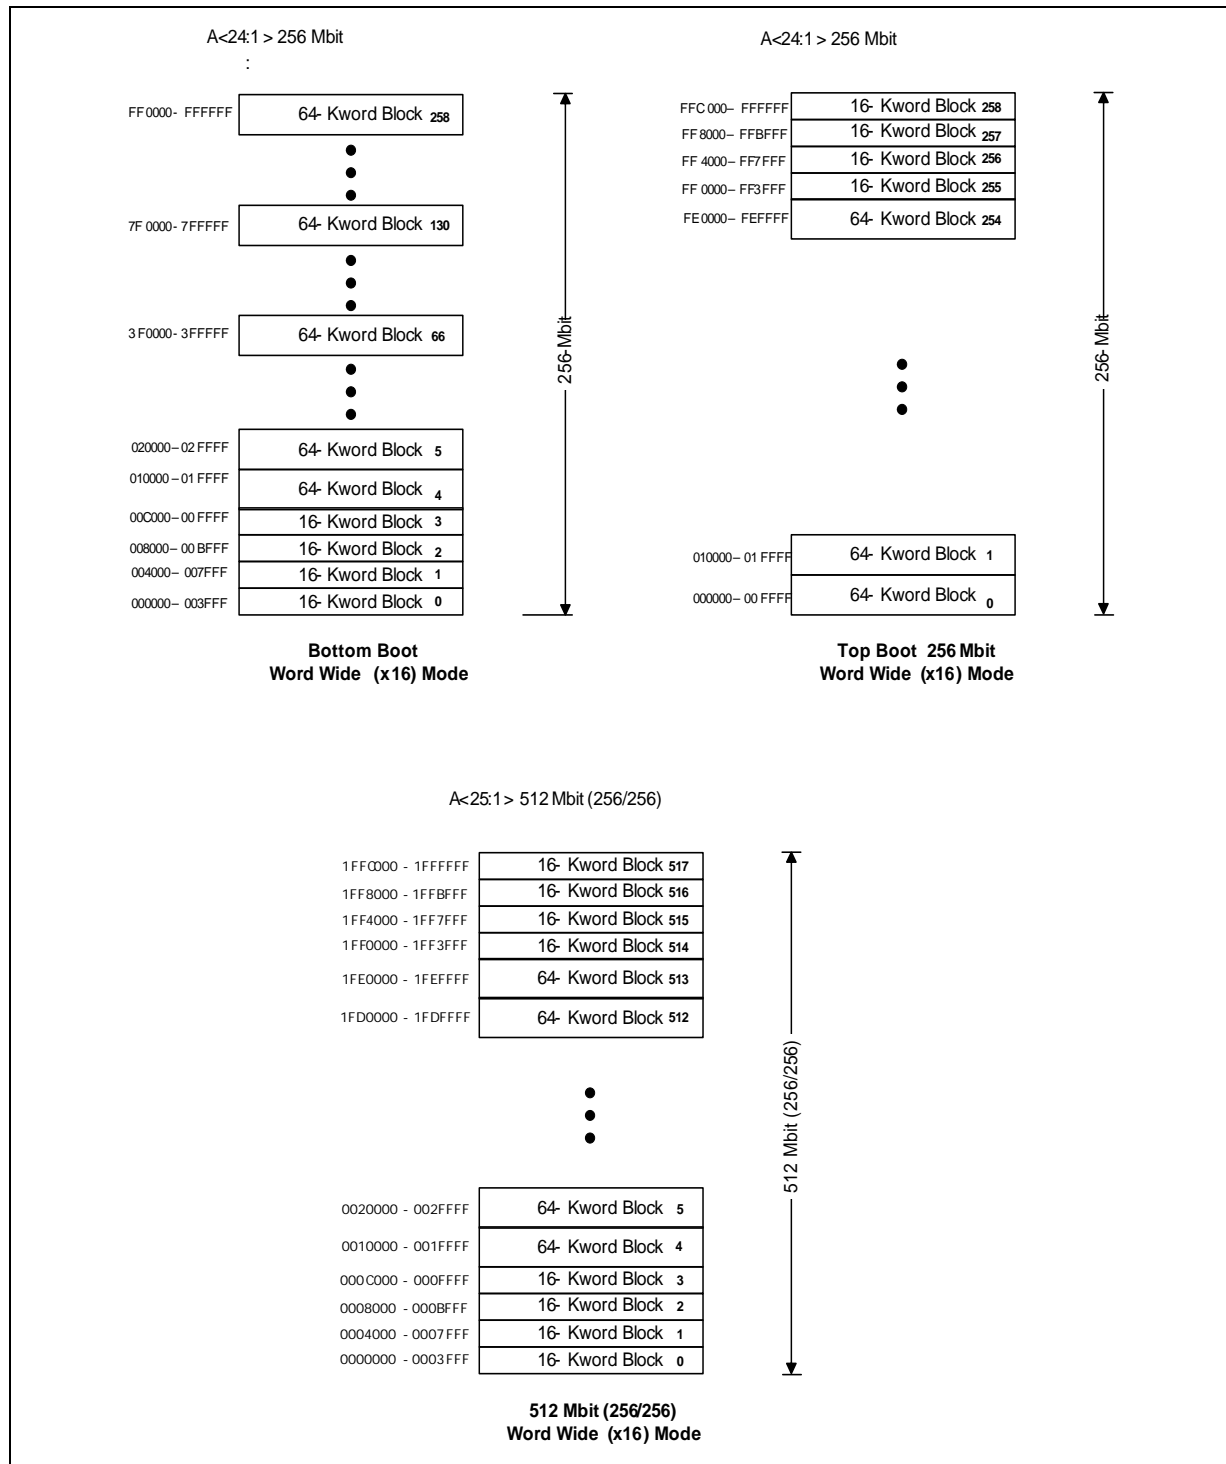 A<24:1> 256 Mbit
:
FF0000- FFFFFF 64- Kword Block 258
7F0000- 7FFFFF 64- Kword Block 130
3F0000- 3FFFFF 64- Kword Block 66
020000–02FFFF 64- Kword Block 5
010000–01FFFF 64- Kword Block 4
00C000–00FFFF 16- Kword Block 3
008000–00BFFF 16- Kword Block 2
004000–007FFF 16- Kword Block 1
000000–003FFF 16- Kword Block 0
256-Mbit
Bottom Boot
Word Wide (x16) Mode
A<24:1> 256 Mbit
FFC000– FFFFFF 16- Kword Block 258
FF8000– FFBFFF 16- Kword Block 257
FF4000– FF7FFF 16- Kword Block 256
FF0000– FF3FFF 16- Kword Block 255
FE0000– FEFFFF 64- Kword Block 254
010000–01FFFF 64- Kword Block 1
000000–00FFFF 64- Kword Block 0
256-Mbit
Top Boot 256 Mbit
Word Wide (x16) Mode
A<25:1> 512 Mbit (256/256)
1FFC000 - 1FFFFFF 16- Kword Block 517
1FF8000 - 1FFBFFF 16- Kword Block 516
1FF4000 - 1FF7FFF 16- Kword Block 515
1FF0000 - 1FF3FFF 16- Kword Block 514
1FE0000 - 1FEFFFF 64- Kword Block 513
1FD0000 - 1FDFFFF 64- Kword Block 512
0020000 - 002FFFF 64- Kword Block 5
0010000 - 001FFFF 64- Kword Block 4
000C000 - 000FFFF 16- Kword Block 3
0008000 - 000BFFF 16- Kword Block 2
0004000 - 0007FFF 16- Kword Block 1
0000000 - 0003FFF 16- Kword Block 0
512 Mbit (256/256)
512 Mbit (256/256)
Word Wide (x16) Mode